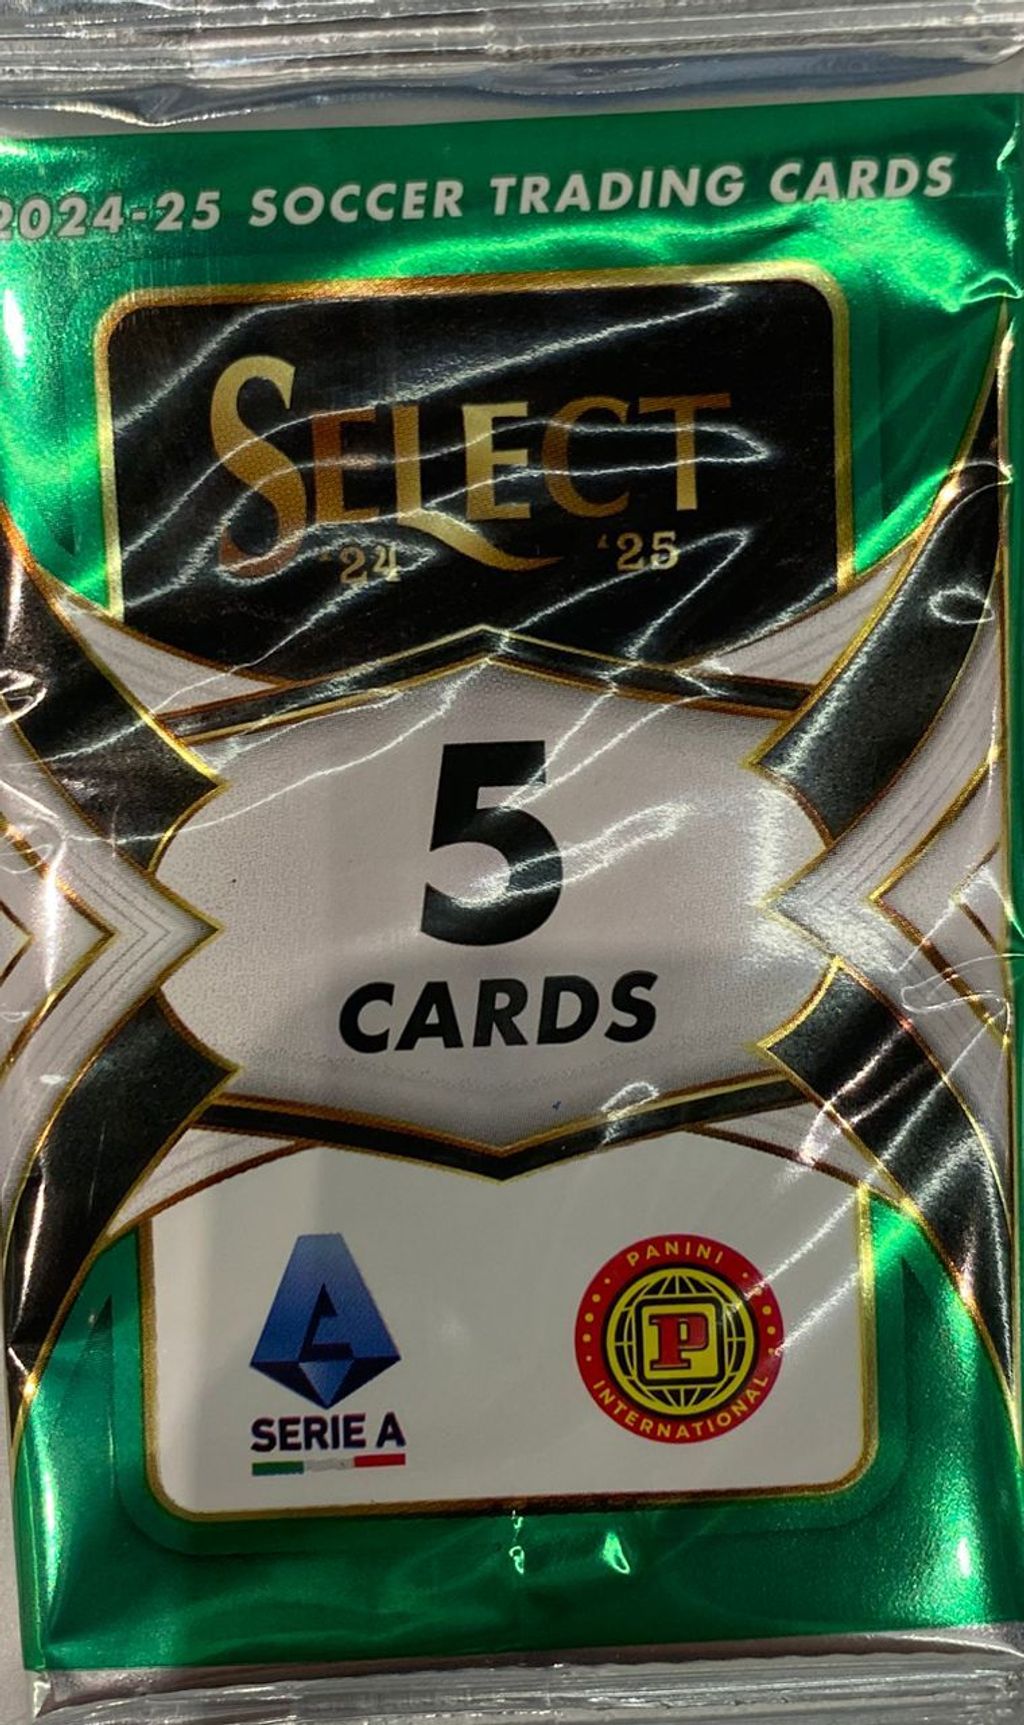 2024-25 SOCCER TRADING CARDS
SELECT
'24 '25
5
CARDS
SERIE A
PANINI
P
INTERNATIONAL